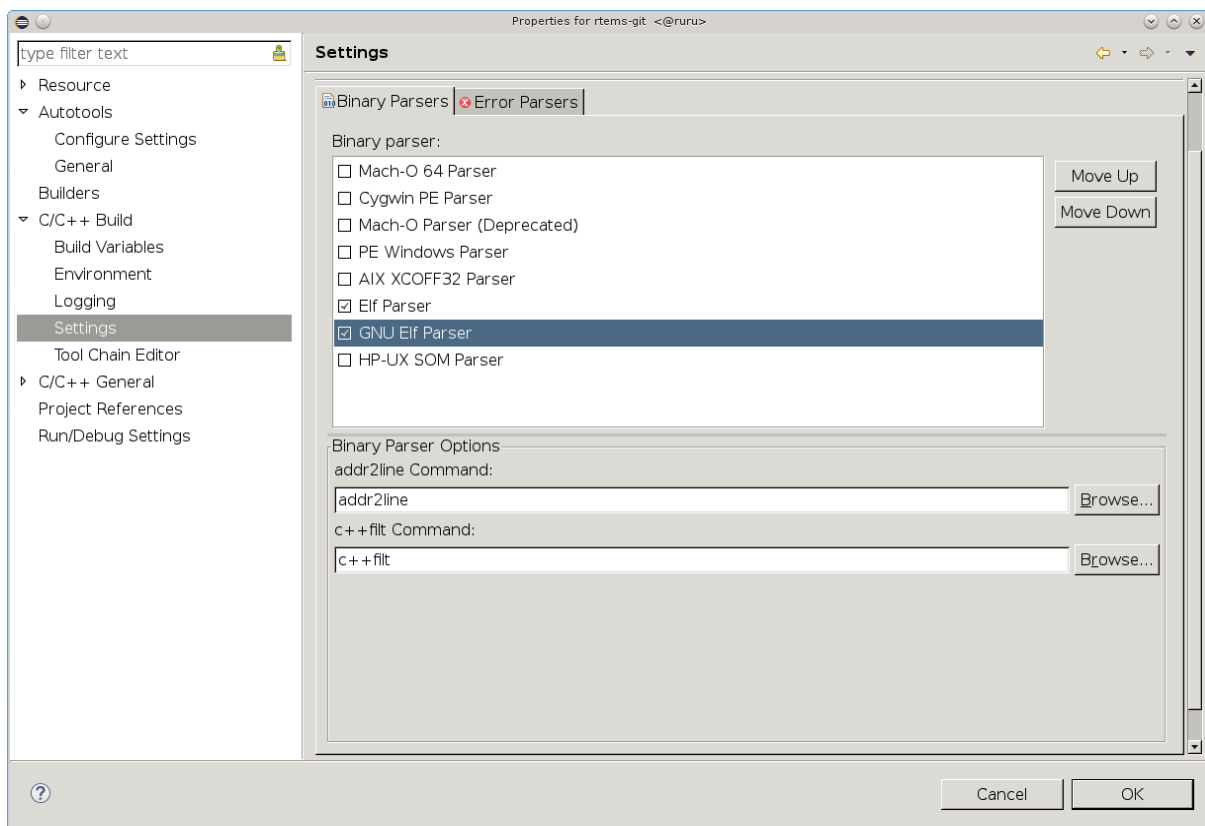 Properties for rtems-git <@ruru>
type filter text
Resource
Autotools
Configure Settings
General
Builders
C/C++ Build
Build Variables
Environment
Logging
Settings
Tool Chain Editor
C/C++ General
Project References
Run/Debug Settings
Settings
Binary Parsers
Error Parsers
Binary parser:
Mach-O 64 Parser
Cygwin PE Parser
Mach-O Parser (Deprecated)
PE Windows Parser
AIX XCOFF32 Parser
Elf Parser
GNU Elf Parser
HP-UX SOM Parser
Move Up
Move Down
Binary Parser Options
addr2line Command:
addr2line
Browse...
c++filt Command:
c++filt
Browse...
Cancel
OK